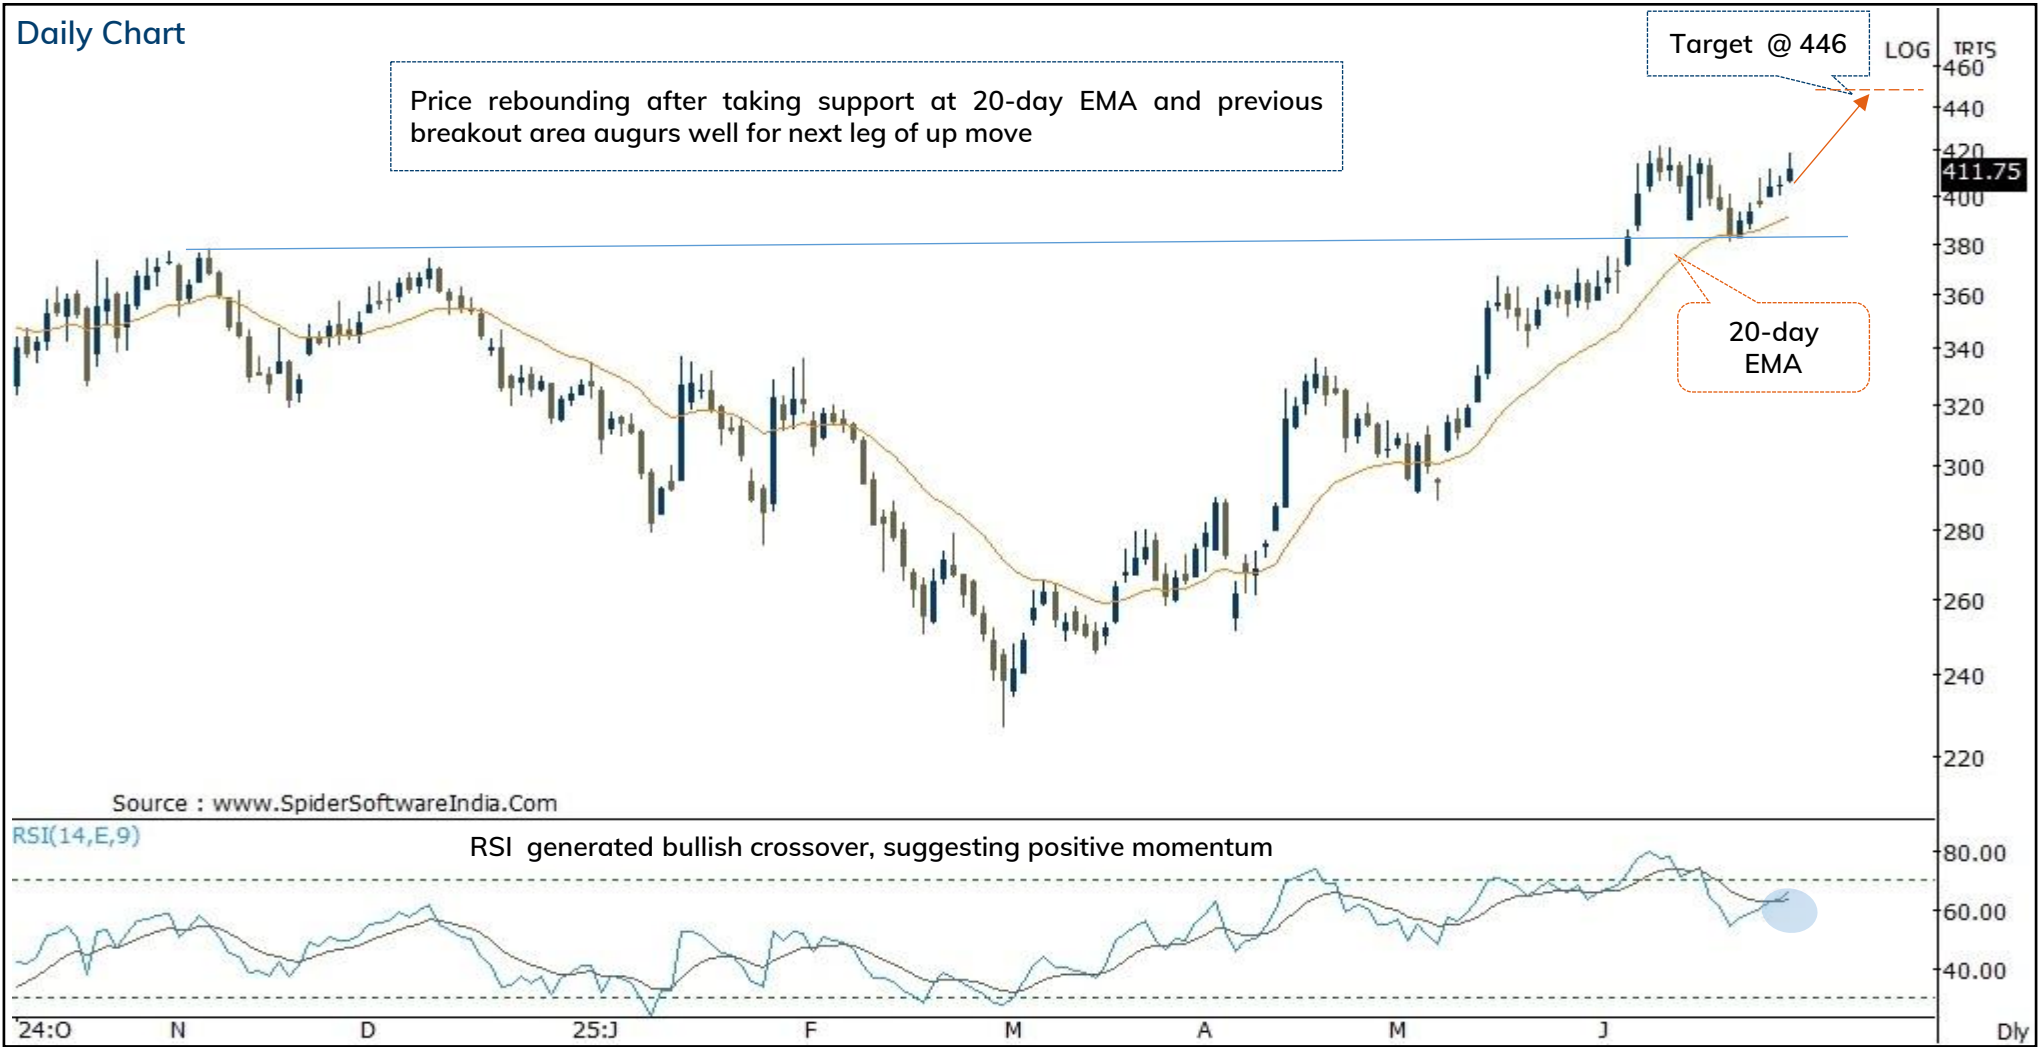 Daily Chart
Target @ 446
LOG
460
Price rebounding after taking support at 20-day EMA and previous
breakout area augurs well for next leg of up move
440
420
411.75
400
380
360
20-day
EMA
340
320
300
280
260
240
220
Source : www.SpiderSoftwareIndia.Com
RSI(14,E,9)
RSI generated bullish crossover, suggesting positive momentum
80.00
60.00
40.00
'24:O N D 25:J F M A M J Dly